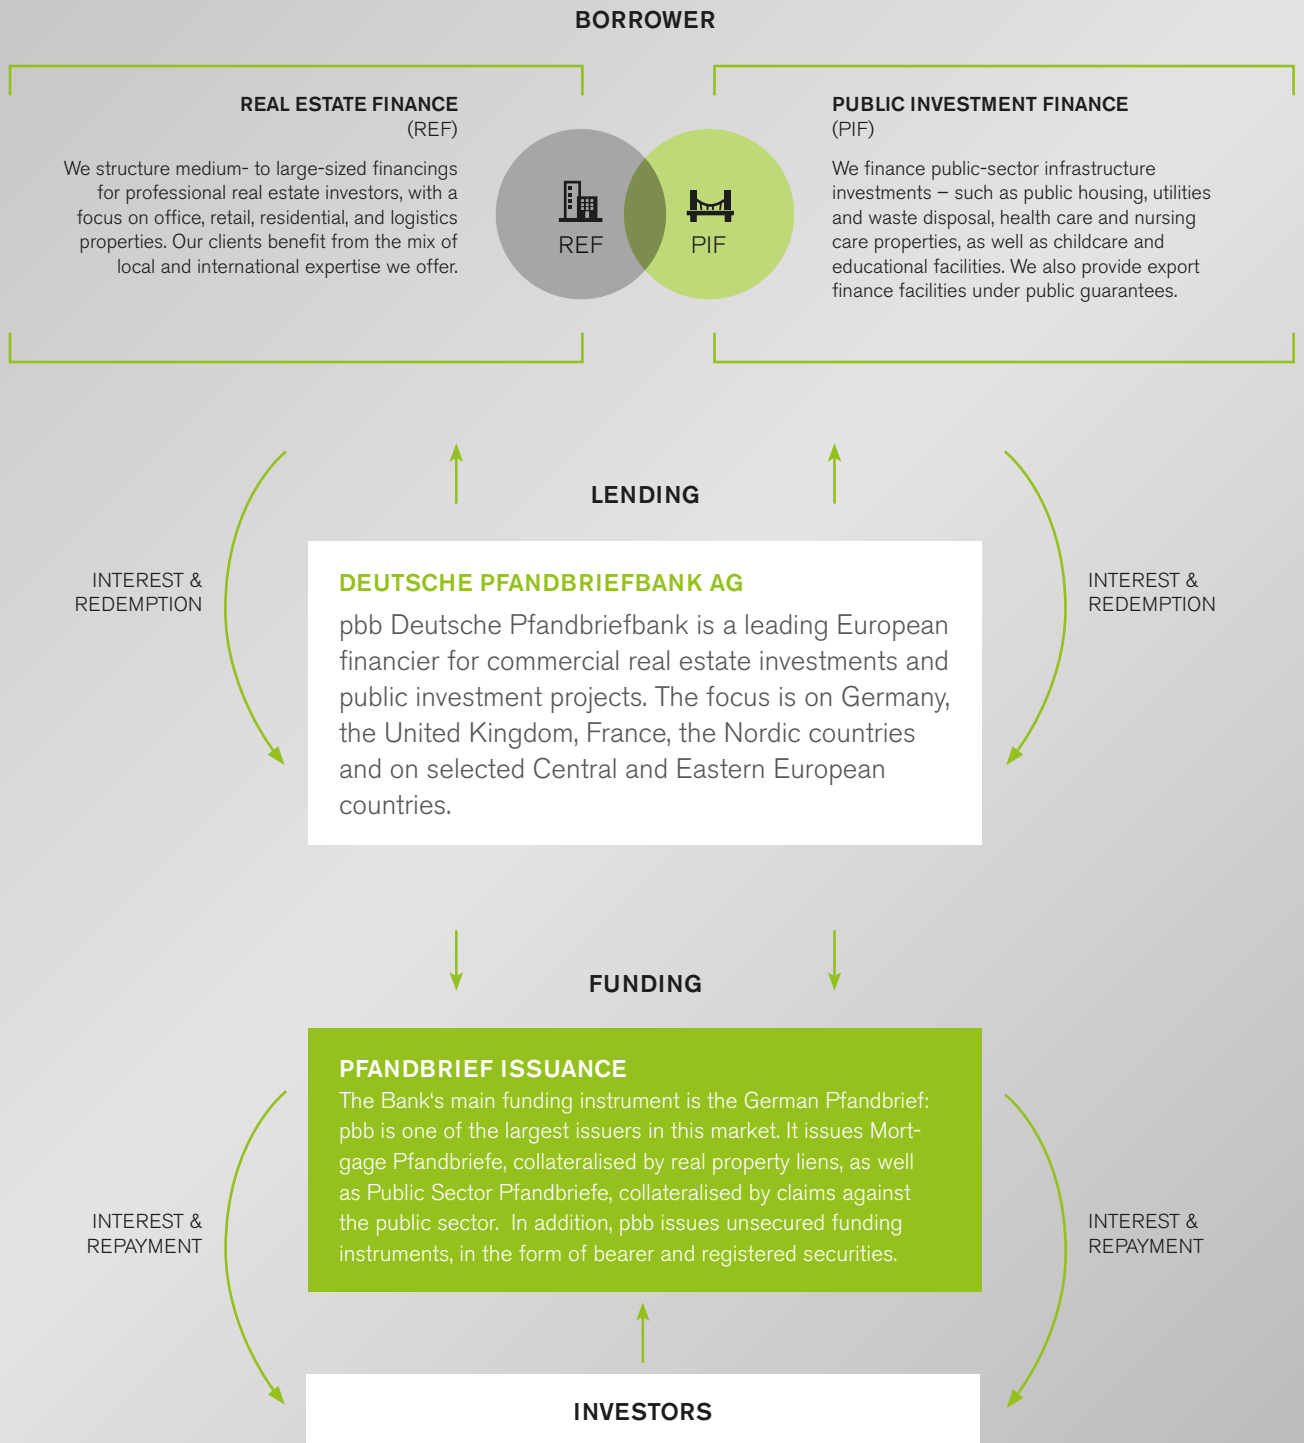 BORROWER
REAL ESTATE FINANCE
(REF)
We structure medium- to large-sized financings
for professional real estate investors, with a
focus on office, retail, residential, and logistics
properties. Our clients benefit from the mix of
local and international expertise we offer.
REF
PIF
PUBLIC INVESTMENT FINANCE
(PIF)
We finance public-sector infrastructure
investments – such as public housing, utilities
and waste disposal, health care and nursing
care properties, as well as childcare and
educational facilities. We also provide export
finance facilities under public guarantees.
LENDING
INTEREST &
REDEMPTION
DEUTSCHE PFANDBRIEFBANK AG
pbb Deutsche Pfandbriefbank is a leading European
financier for commercial real estate investments and
public investment projects. The focus is on Germany,
the United Kingdom, France, the Nordic countries
and on selected Central and Eastern European
countries.
INTEREST &
REDEMPTION
FUNDING
INTEREST &
REPAYMENT
PFANDBRIEF ISSUANCE
The Bank‘s main funding instrument is the German Pfandbrief:
pbb is one of the largest issuers in this market. It issues Mort-
gage Pfandbriefe, collateralised by real property liens, as well
as Public Sector Pfandbriefe, collateralised by claims against
the public sector.  In addition, pbb issues unsecured funding
instruments, in the form of bearer and registered securities.
INTEREST &
REPAYMENT
INVESTORS